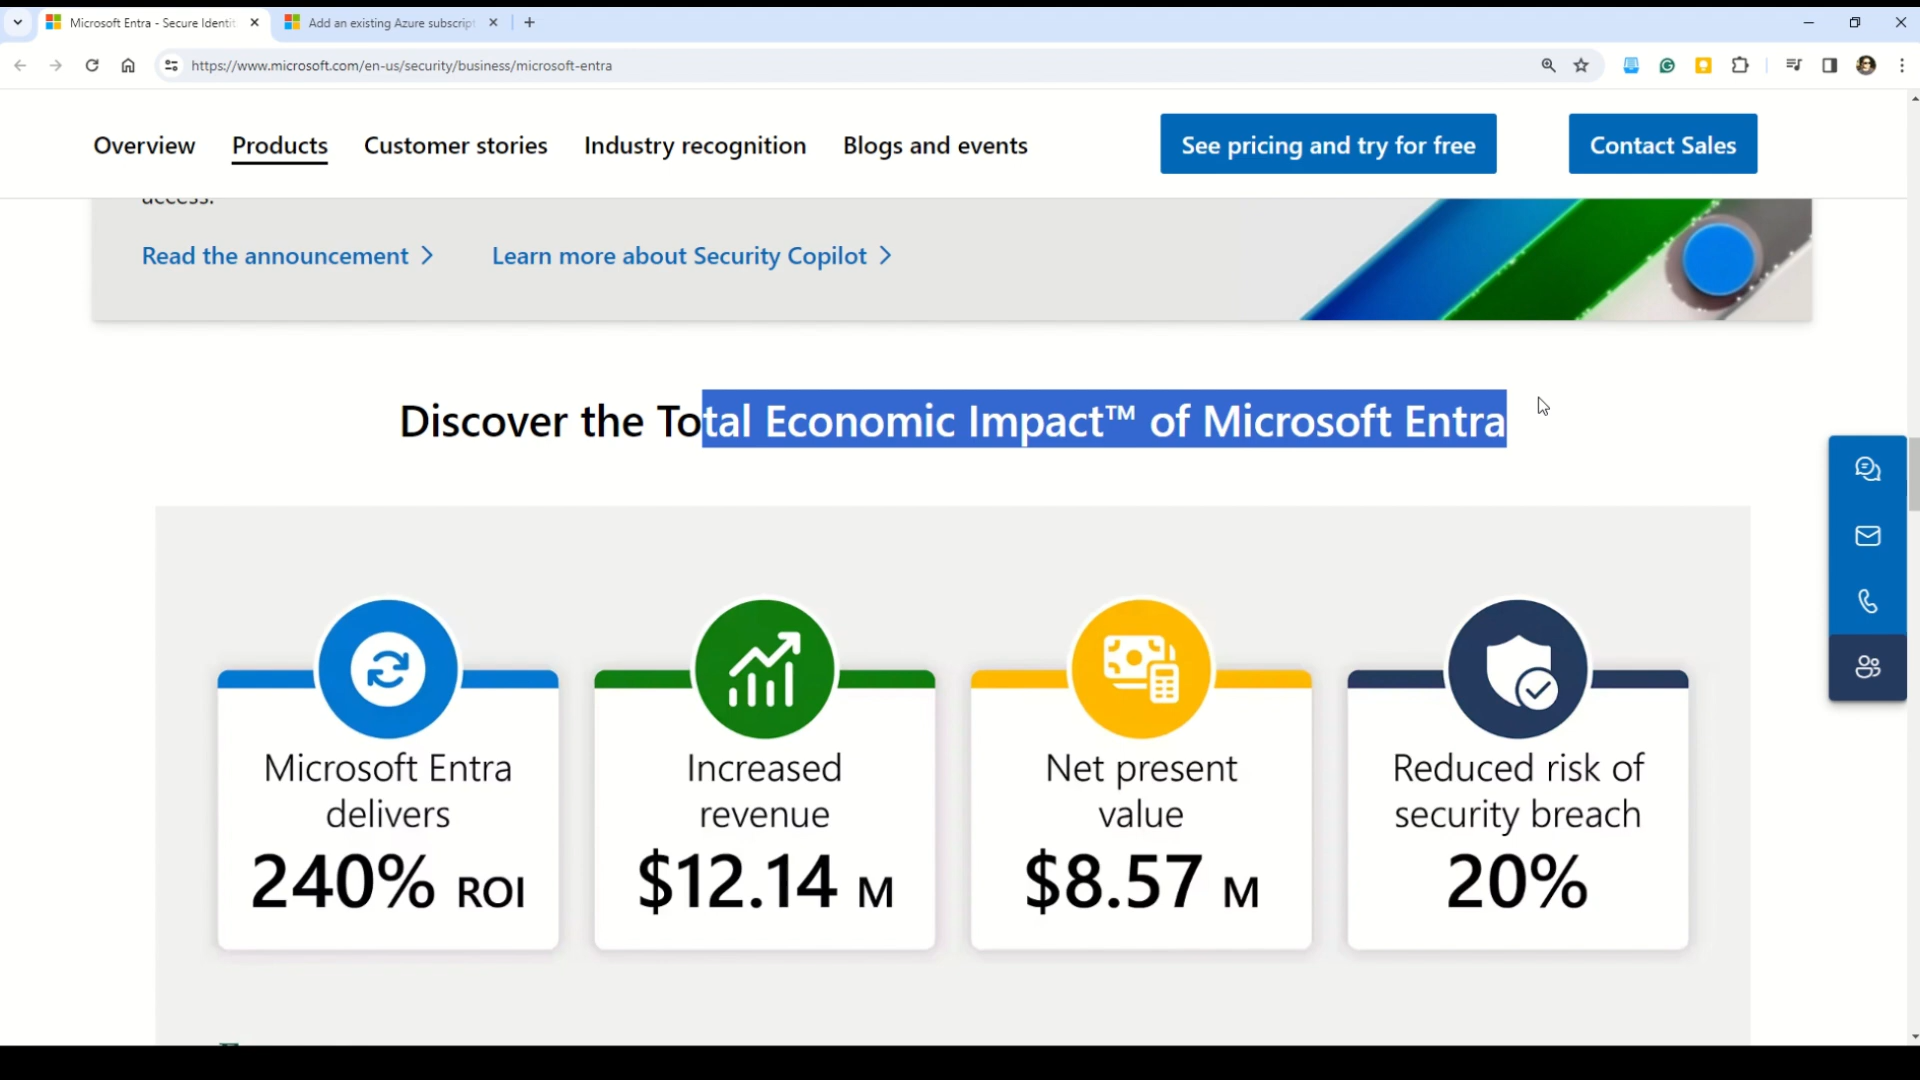 Microsoft Entra - Secure Identit
Add an existing Azure subscript
https://www.microsoft.com/en-us/security/business/microsoft-entra
Overview
Products
Customer stories
Industry recognition
Blogs and events
See pricing and try for free
Contact Sales
access.
Read the announcement
Learn more about Security Copilot
Discover the Total Economic Impact™ of Microsoft Entra
Microsoft Entra
delivers
240% ROI
Increased
revenue
$12.14 M
Net present
value
$8.57 M
Reduced risk of
security breach
20%